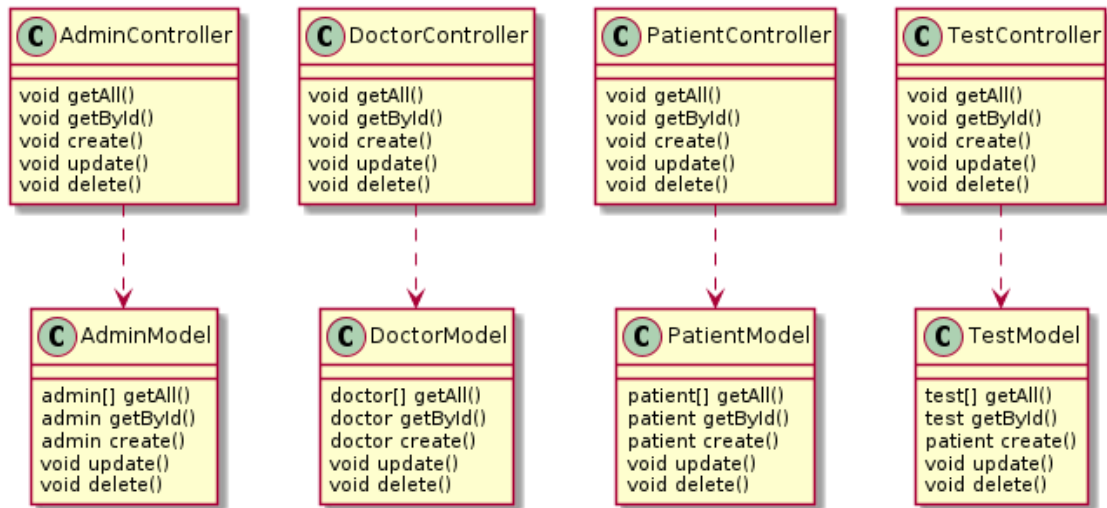 C AdminController
void getAll()
void getById()
void create()
void update()
void delete()
C DoctorController
void getAll()
void getById()
void create()
void update()
void delete()
C PatientController
void getAll()
void getById()
void create()
void update()
void delete()
C TestController
void getAll()
void getById()
void create()
void update()
void delete()
C AdminModel
admin[] getAll()
admin getById()
admin create()
void update()
void delete()
C DoctorModel
doctor[] getAll()
doctor getById()
doctor create()
void update()
void delete()
C PatientModel
patient[] getAll()
patient getById()
patient create()
void update()
void delete()
C TestModel
test[] getAll()
test getById()
patient create()
void update()
void delete()